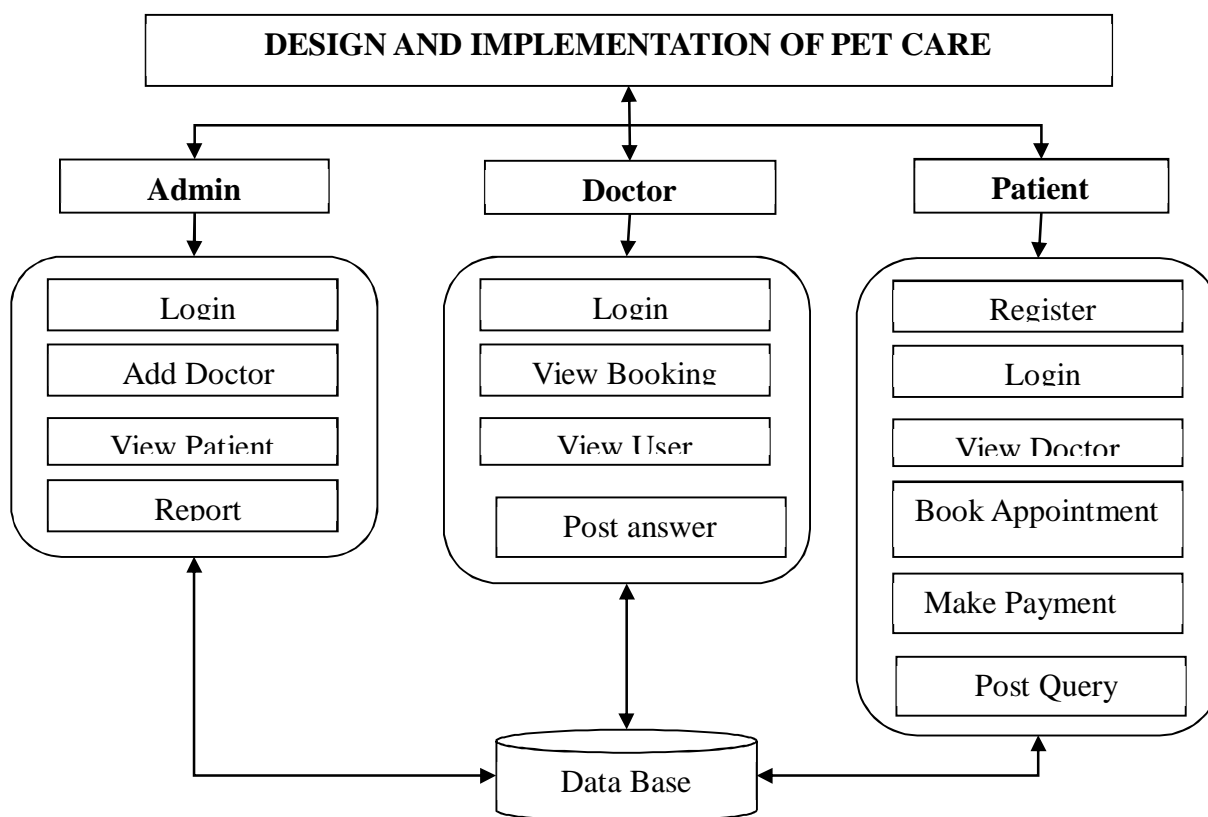 DESIGN AND IMPLEMENTATION OF PET CARE
Admin
Doctor
Patient
Login
Add Doctor
View Patient
Report
Login
View Booking
View User
Post answer
Register
Login
View Doctor
Book Appointment
Make Payment
Post Query
Data Base